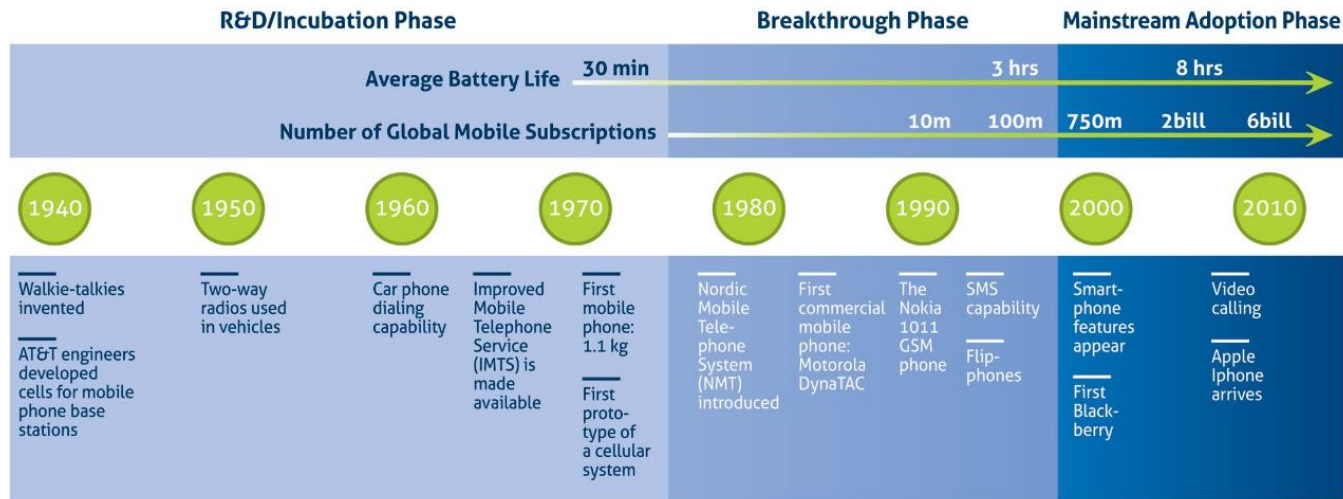 R&D/Incubation Phase
Breakthrough Phase
Mainstream Adoption Phase
Average Battery Life
30 min
3 hrs
8 hrs
Number of Global Mobile Subscriptions
10m
100m
750m
2bill
6bill
1940
1950
1960
1970
1980
1990
2000
2010
Walkie-talkies
invented
AT&T engineers
developed
cells for mobile
phone base
stations
Two-way
radios used
in vehicles
Car phone
dialing
capability
Improved
Mobile
Telephone
Service
(IMTS) is
made
available
First
mobile
phone:
1.1 kg
First
proto-
type of
a cellular
system
Nordic
Mobile
Tele-
phone
System
(NMT)
introduced
First
commercial
mobile
phone:
Motorola
DynaTAC
The
Nokia
1011
GSM
phone
SMS
capability
Flip-
phones
Smart-
phone
features
appear
First
Black-
berry
Video
calling
Apple
Iphone
arrives